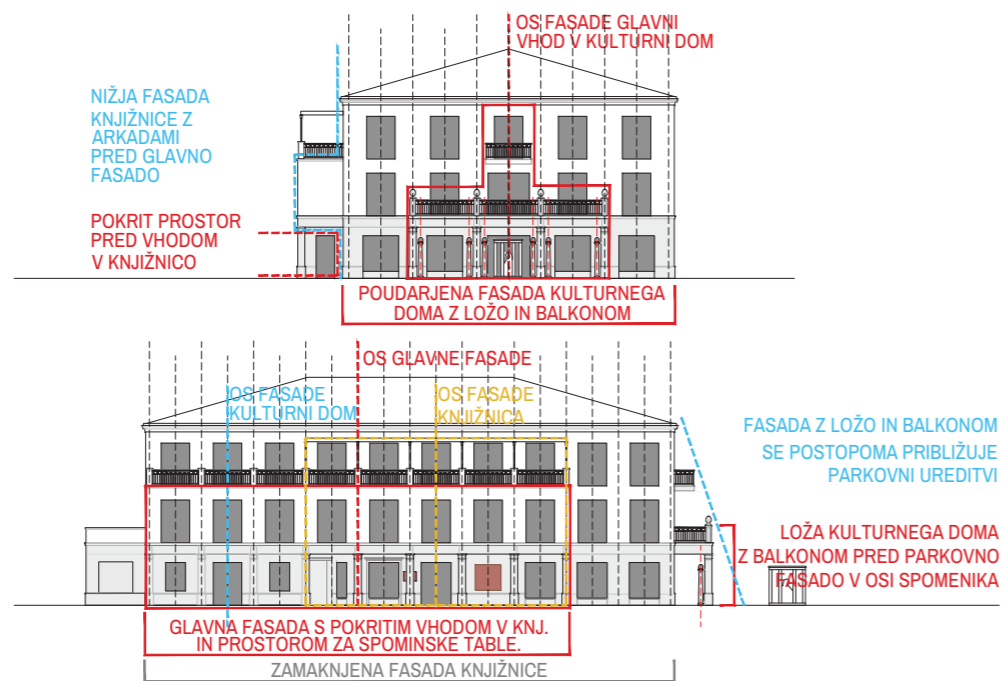 OS FASADE GLAVNI
VHOD V KULTURNI DOM
NIŽJA FASADA
KNJIŽNICE Z
ARKADAMI
PRED GLAVNO
FASADO
POKRIT PROSTOR
PRED VHODOM
V KNJIŽNICO
POUDARJENA FASADA KULTURNEGA
DOMA Z LOŽO IN BALKONOM
OS GLAVNE FASADE
OS FASADE
KULTURNI DOM
OS FASADE
KNJIŽNICA
FASADA Z LOŽO IN BALKONOM
SE POSTOPOMA PRIBLIŽUJE
PARKOVNI UREDITVI
LOŽA KULTURNEGA DOMA
Z BALKONOM PRED PARKOVNO
FASADO V OSI SPOMENIKA
GLAVNA FASADA S POKRITIM VHODOM V KNJ.
IN PROSTOROM ZA SPOMINSKE TABLE.
ZAMAKNJENA FASADA KNJIŽNICE